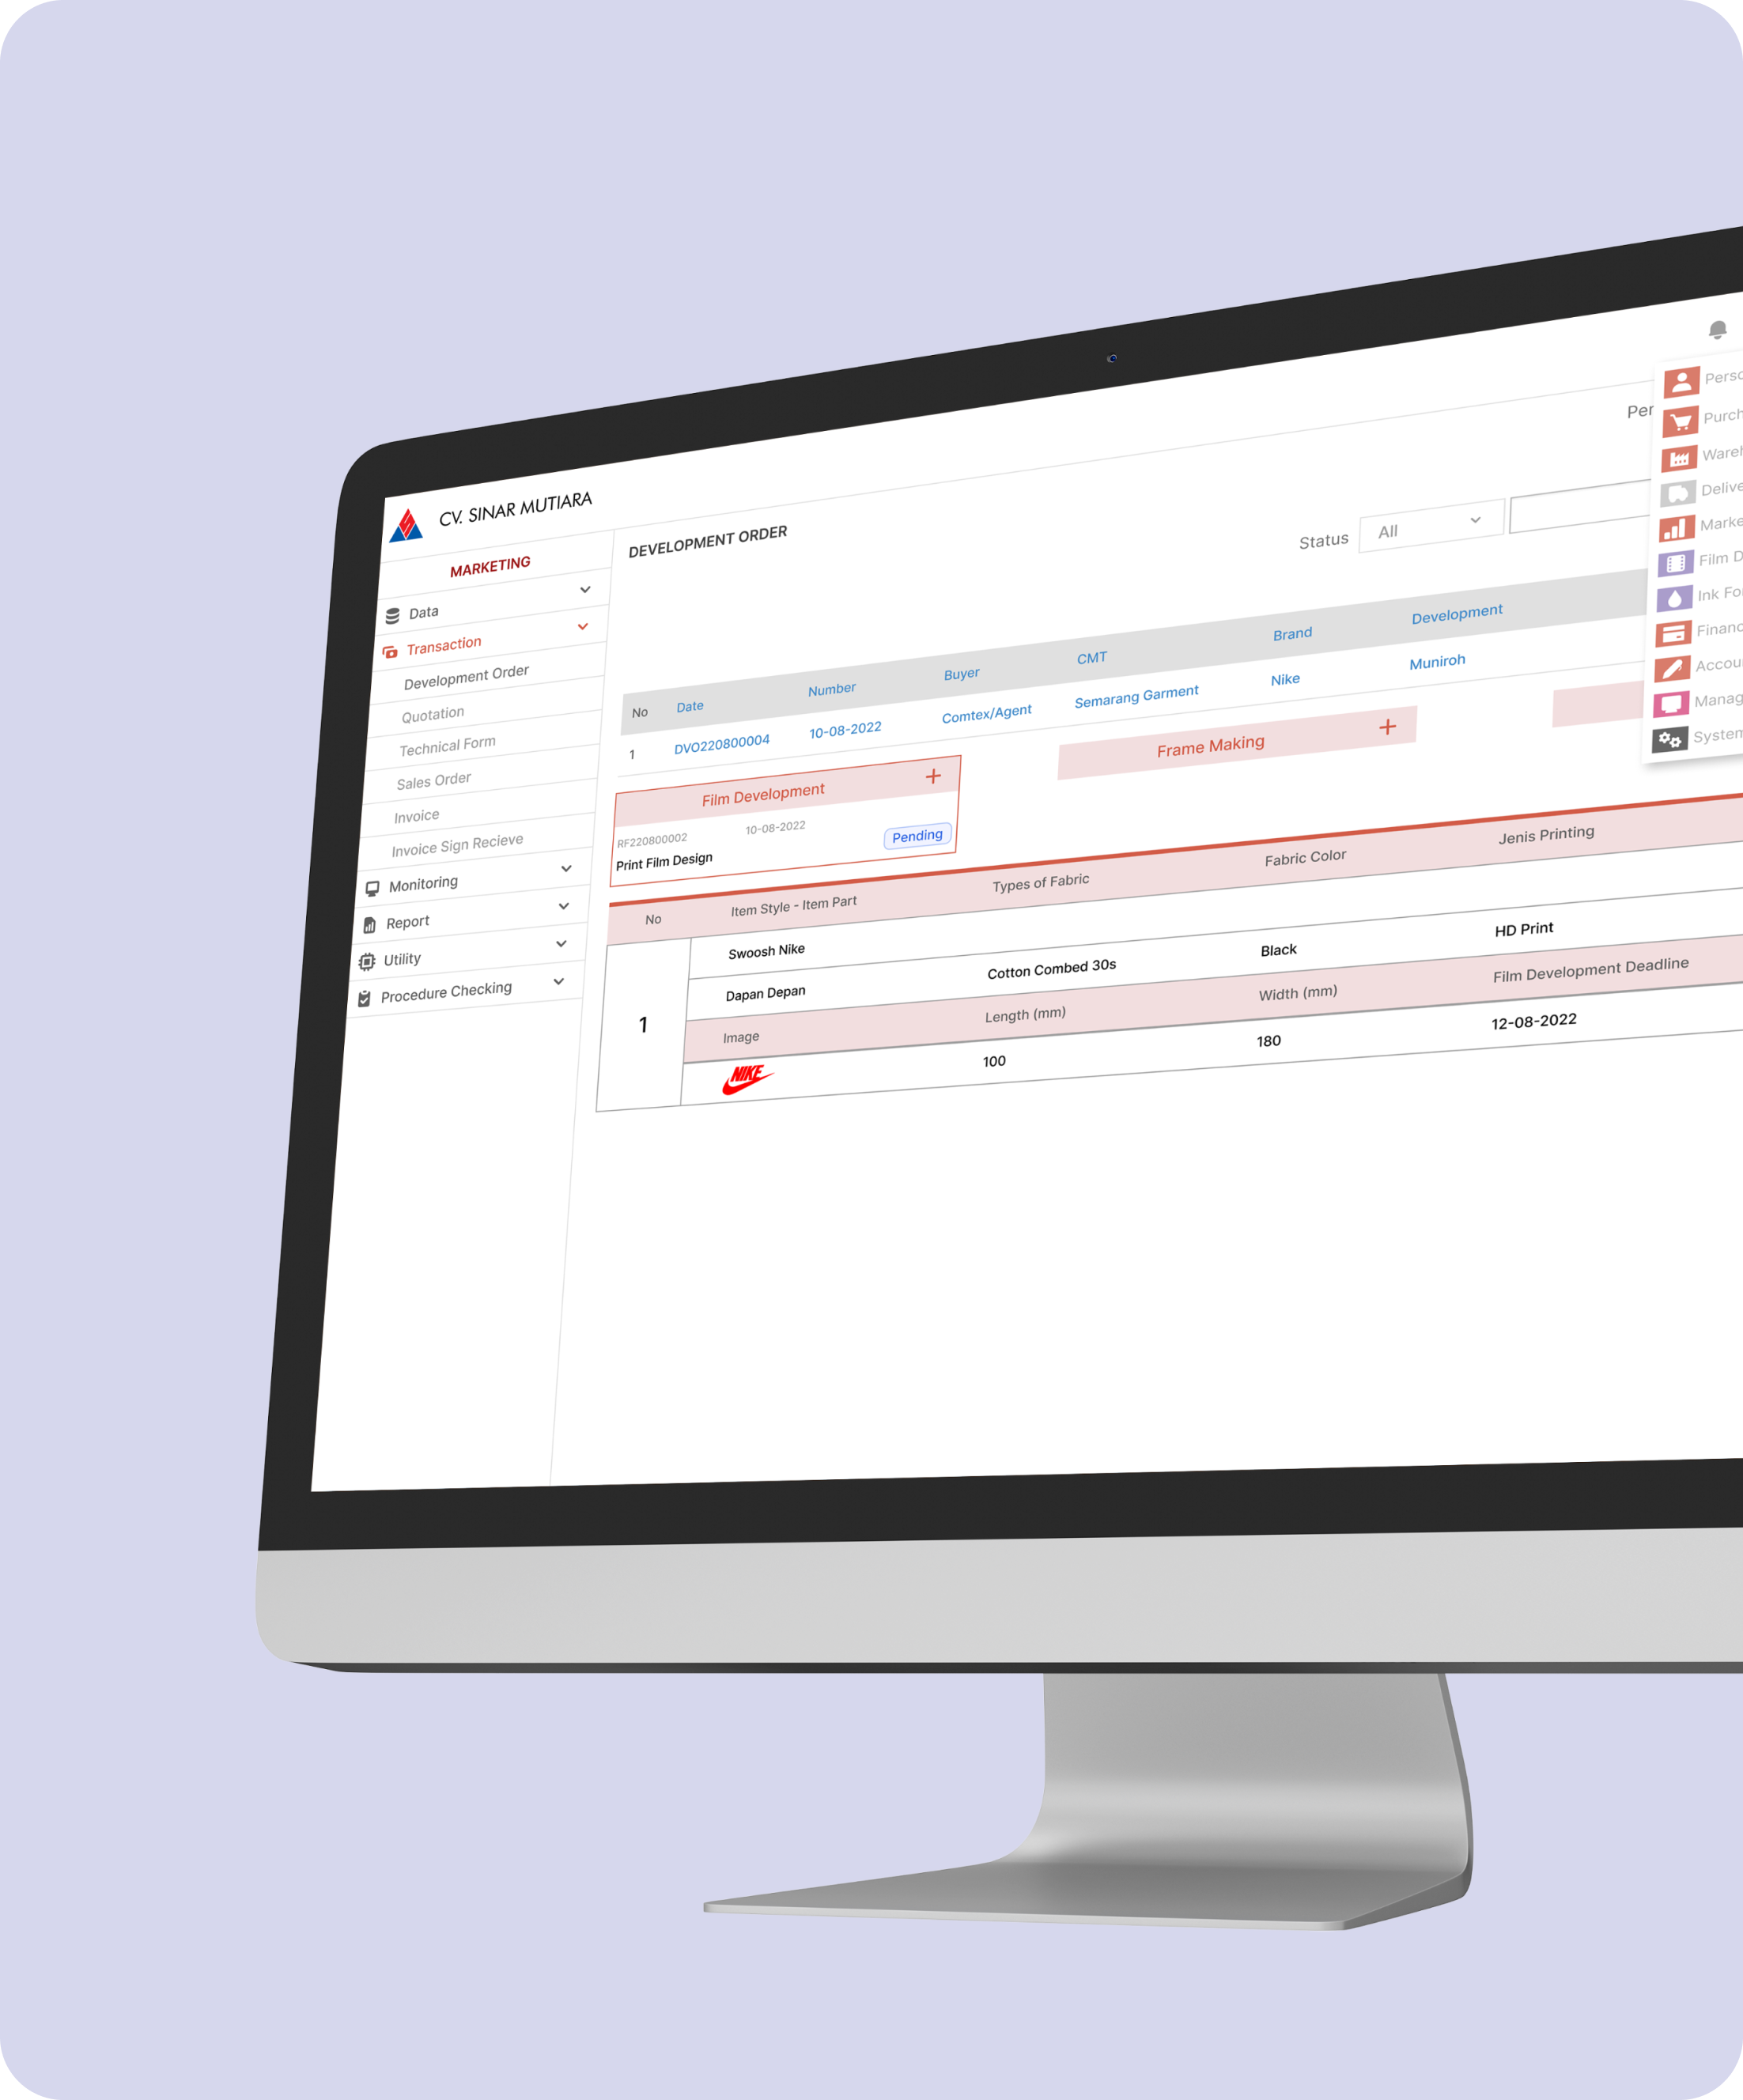 CV. SINAR MUTIARA
MARKETING
Data
Transaction
Development Order
Quotation
Technical Form
Sales Order
Invoice
Invoice Sign Recieve
Monitoring
Report
Utility
Procedure Checking
DEVELOPMENT ORDER
Status All
No Date Number Buyer CMT Brand Development
1 DVO220800004 10-08-2022 Comtex/Agent Semarang Garment Nike Muniroh
Film Development +
RF220800002 10-08-2022
Print Film Design Pending
Frame Making +
No Item Style - Item Part Types of Fabric Fabric Color Jenis Printing
1
Swoosh Nike
Dapan Depan Cotton Combed 30s Black HD Print
Image Length (mm) Width (mm) Film Development Deadline
NIKE 100 180 12-08-2022
Per
Perso
Purch
Wareh
Delive
Marke
Film D
Ink Fo
Financ
Accou
Manag
System